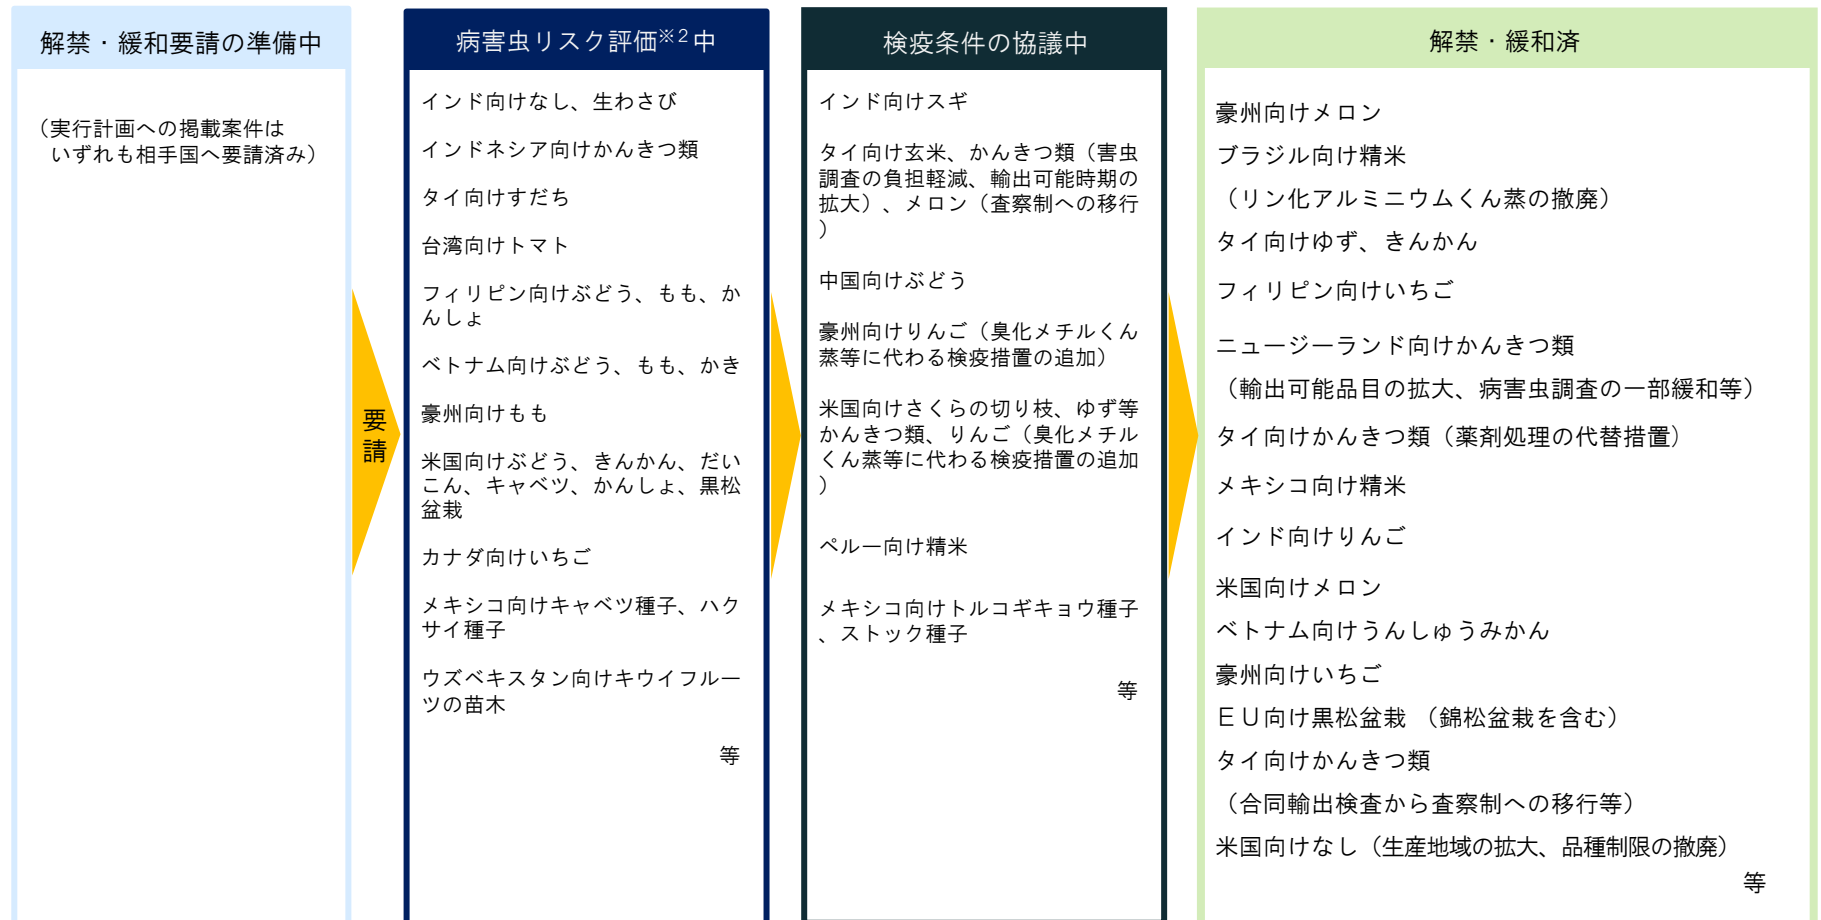 解禁・緩和要請の準備中
（実行計画への掲載案件は
いずれも相手国へ要請済み）
要請
病害虫リスク評価※2中
インド向けなし、生わさび
インドネシア向けかんきつ類
タイ向けすだち
台湾向けトマト
フィリピン向けぶどう、もも、か
んしょ
ベトナム向けぶどう、もも、かき
豪州向けもも
米国向けぶどう、きんかん、だい
こん、キャベツ、かんしょ、黒松
盆栽
カナダ向けいちご
メキシコ向けキャベツ種子、ハク
サイ種子
ウズベキスタン向けキウイフルー
ツの苗木
等
検疫条件の協議中
インド向けスギ
タイ向け玄米、かんきつ類（害虫
調査の負担軽減、輸出可能時期の
拡大）、メロン（査察制への移行
）
中国向けぶどう
豪州向けりんご（臭化メチルくん
蒸等に代わる検疫措置の追加）
米国向けさくらの切り枝、ゆず等
かんきつ類、りんご（臭化メチル
くん蒸等に代わる検疫措置の追加
）
ペルー向け精米
メキシコ向けトルコギキョウ種子
、ストック種子
等
解禁・緩和済
豪州向けメロン
ブラジル向け精米
（リン化アルミニウムくん蒸の撤廃）
タイ向けゆず、きんかん
フィリピン向けいちご
ニュージーランド向けかんきつ類
（輸出可能品目の拡大、病害虫調査の一部緩和等）
タイ向けかんきつ類（薬剤処理の代替措置）
メキシコ向け精米
インド向けりんご
米国向けメロン
ベトナム向けうんしゅうみかん
豪州向けいちご
ＥＵ向け黒松盆栽 （錦松盆栽を含む）
タイ向けかんきつ類
（合同輸出検査から査察制への移行等）
米国向けなし（生産地域の拡大、品種制限の撤廃）
等